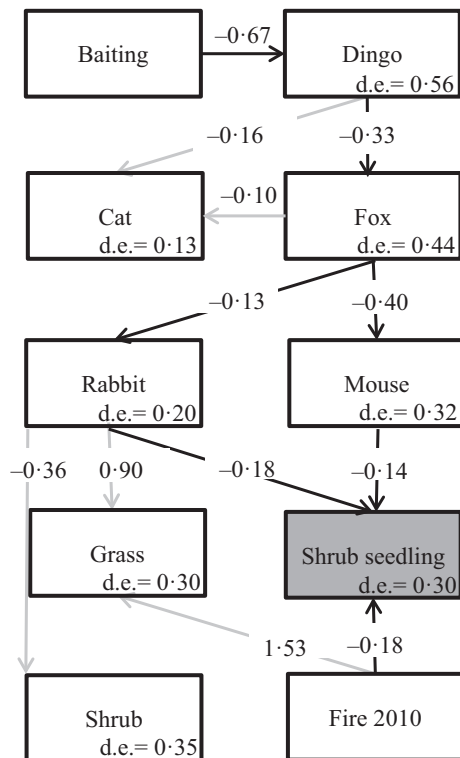 Baiting
–0·67
Dingo
d.e.= 0·56
–0·16
–0·33
Cat
d.e.= 0·13
–0·10
Fox
d.e.= 0·44
–0·13
–0·40
Rabbit
d.e.= 0·20
Mouse
d.e.= 0·32
–0·36
0·90
–0·18
–0·14
Grass
d.e.= 0·30
Shrub seedling
d.e.= 0·30
1·53
–0·18
Shrub
d.e.= 0·35
Fire 2010